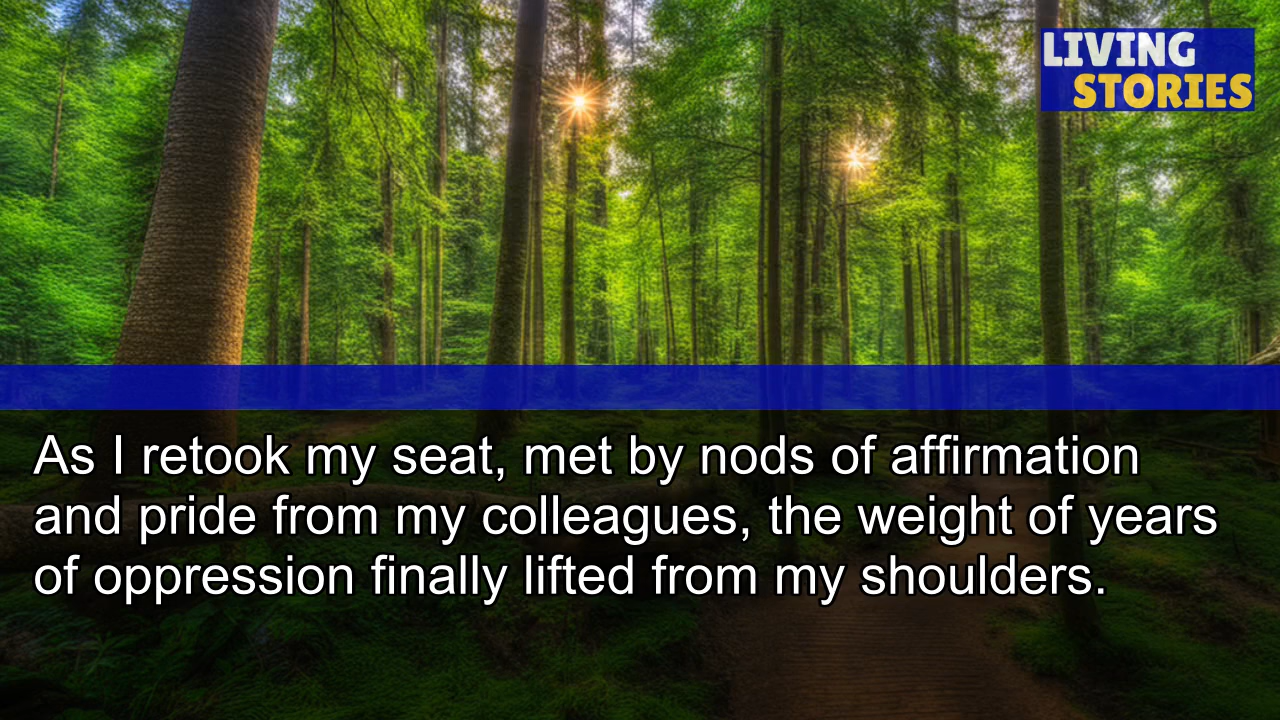 LIVING
STORIES
As I retook my seat, met by nods of affirmation
and pride from my colleagues, the weight of years
of oppression finally lifted from my shoulders.